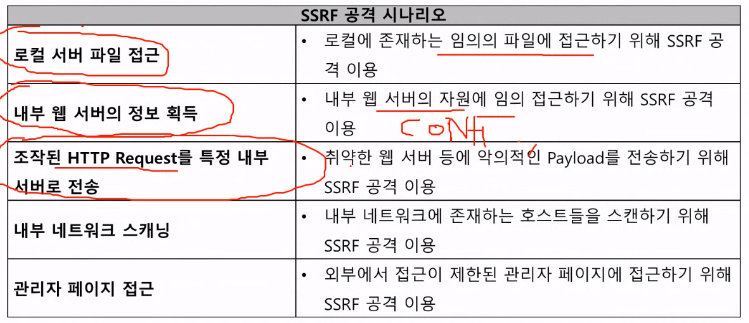 SSRF 공격 시나리오
로컬 서버 파일 접근
• 로컬에 존재하는 임의의 파일에 접근하기 위해 SSRF 공
격 이용
내부 웹 서버의 정보 획득
• 내부 웹 서버의 자원에 임의 접근하기 위해 SSRF 공격
이용
CONf
조작된 HTTP Request를 특정 내부
서버로 전송
• 취약한 웹 서버 등에 악의적인 Payload를 전송하기 위해
SSRF 공격 이용
내부 네트워크 스캐닝
• 내부 네트워크에 존재하는 호스트들을 스캔하기 위해
SSRF 공격 이용
관리자 페이지 접근
• 외부에서 접근이 제한된 관리자 페이지에 접근하기 위해
SSRF 공격 이용